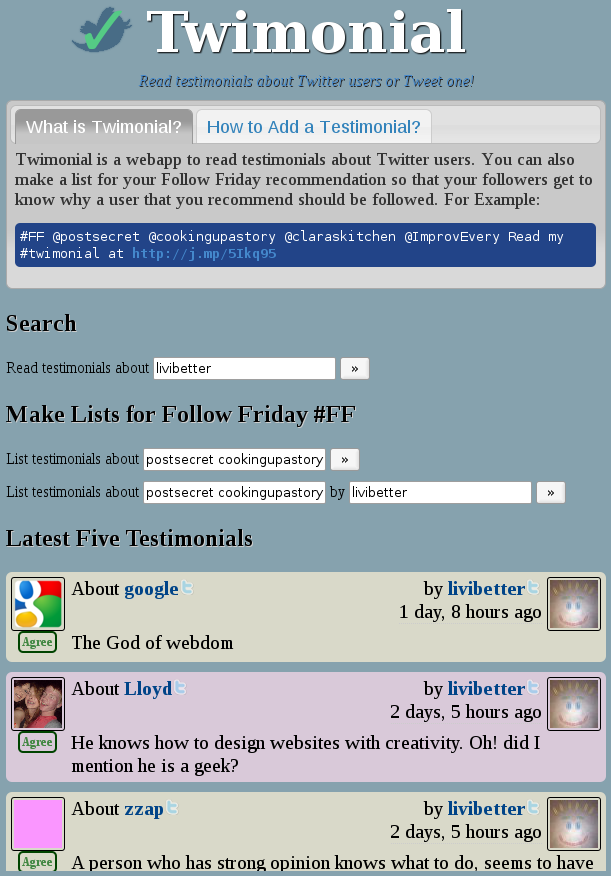 Twimonial
Read testimonials about Twitter users or Tweet one!
What is Twimonial? How to Add a Testimonial?
Twimonial is a webapp to read testimonials about Twitter users. You can also
make a list for your Follow Friday recommendation so that your followers get to
know why a user that you recommend should be followed. For Example:
#FF @postsecret @cookingupastory @claraskitchen @ImprovEvery Read my
#twimonial at http://j.mp/5Ikq95
Search
Read testimonials about livibetter »
Make Lists for Follow Friday #FF
List testimonials about postsecret cookingupastory »
List testimonials about postsecret cookingupastory by livibetter »
Latest Five Testimonials
About google by livibetter
1 day, 8 hours ago
Agree The God of webdom
About Lloyd by livibetter
2 days, 5 hours ago
Agree He knows how to design websites with creativity. Oh! did I
mention he is a geek?
About zzap by livibetter
2 days, 5 hours ago
Agree A person who has strong opinion knows what to do, seems to have